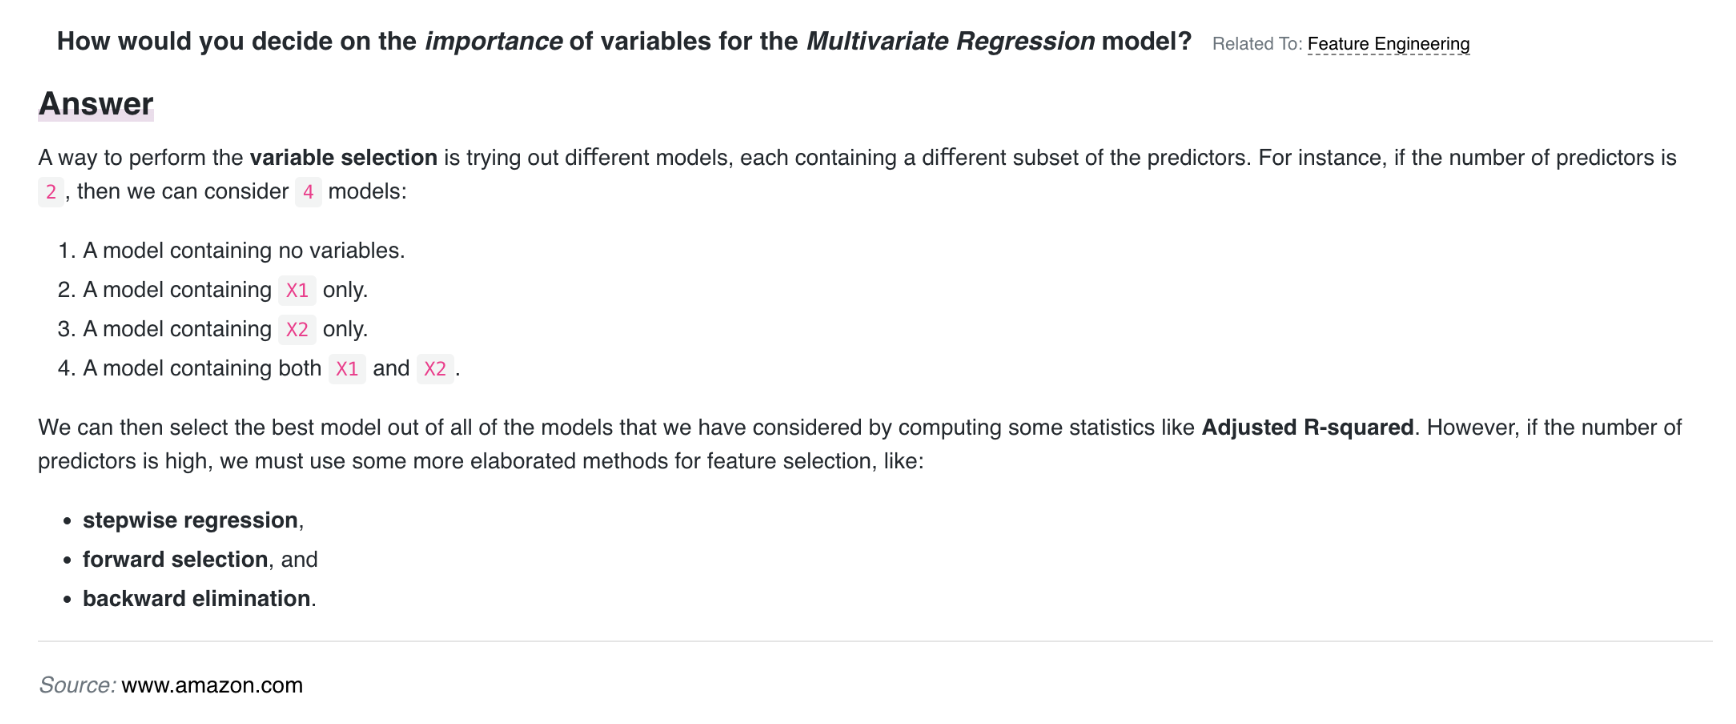 How would you decide on the importance of variables for the Multivariate Regression model? Related To: Feature Engineering
Answer
A way to perform the variable selection is trying out different models, each containing a different subset of the predictors. For instance, if the number of predictors is
2 , then we can consider 4 models:
1. A model containing no variables.
2. A model containing X1 only.
3. A model containing X2 only.
4. A model containing both X1 and X2 .
We can then select the best model out of all of the models that we have considered by computing some statistics like Adjusted R-squared. However, if the number of
predictors is high, we must use some more elaborated methods for feature selection, like:
• stepwise regression,
• forward selection, and
• backward elimination.
Source: www.amazon.com